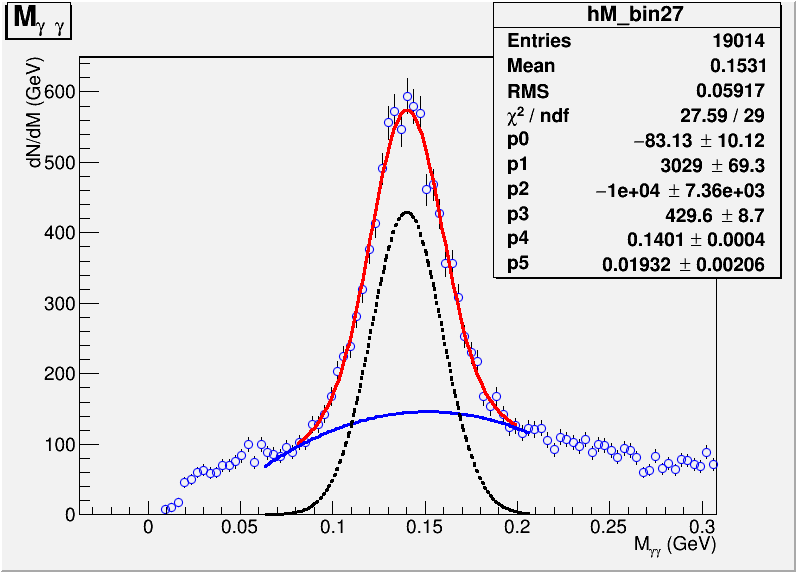 Mγ γ
hM_bin27
Entries 19014
Mean 0.1531
RMS 0.05917
χ² / ndf 27.59 / 29
p0 −83.13 ± 10.12
p1 3029 ± 69.3
p2 −1e+04 ± 7.36e+03
p3 429.6 ± 8.7
p4 0.1401 ± 0.0004
p5 0.01932 ± 0.00206
dN/dM (GeV)
600
500
400
300
200
100
0
0 0.05 0.1 0.15 0.2 0.25 0.3
Mγγ (GeV)